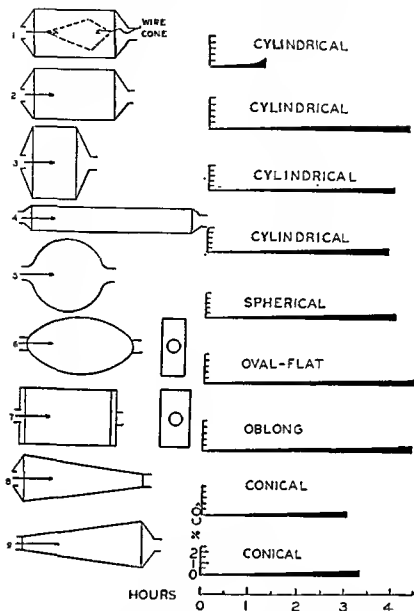 WIRE
CONE
1
CYLINDRICAL
2
CYLINDRICAL
3
CYLINDRICAL
4
CYLINDRICAL
5
SPHERICAL
6
OVAL-FLAT
7
OBLONG
8
CONICAL
9
CONICAL
% CO2
2
1
0
HOURS 0 1 2 3 4